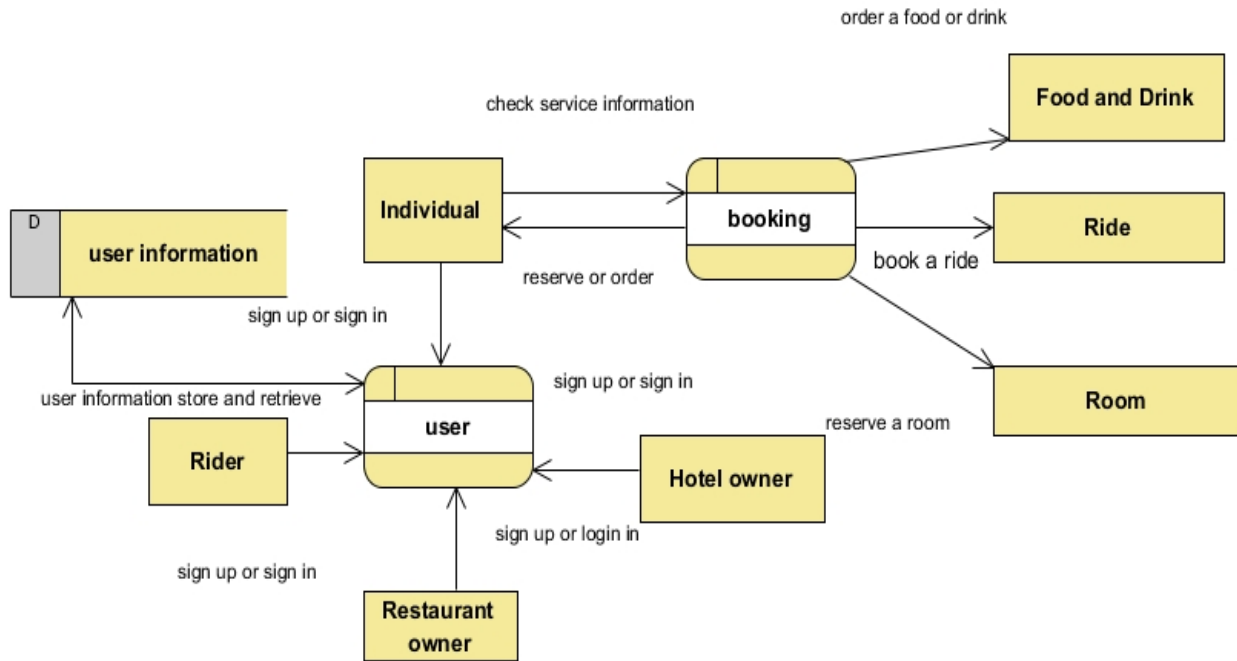 order a food or drink
Food and Drink
check service information
Individual
booking
Ride
D
user information
book a ride
reserve or order
sign up or sign in
sign up or sign in
user information store and retrieve
Room
user
reserve a room
Rider
Hotel owner
sign up or login in
sign up or sign in
Restaurant
owner